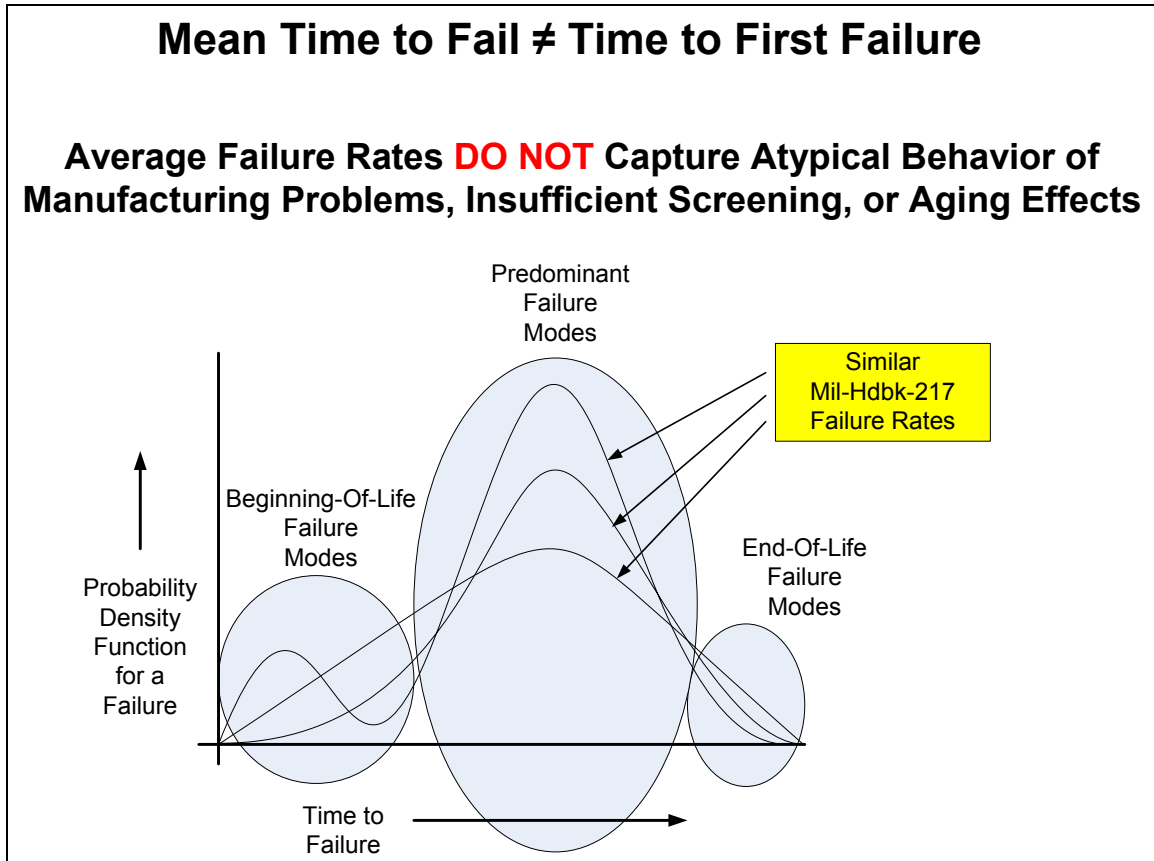 Mean Time to Fail ≠ Time to First Failure
Average Failure Rates DO NOT Capture Atypical Behavior of
Manufacturing Problems, Insufficient Screening, or Aging Effects
Predominant
Failure
Modes
Similar
Mil-Hdbk-217
Failure Rates
Beginning-Of-Life
Failure
Modes
End-Of-Life
Failure
Modes
Probability
Density
Function
for a
Failure
Time to
Failure